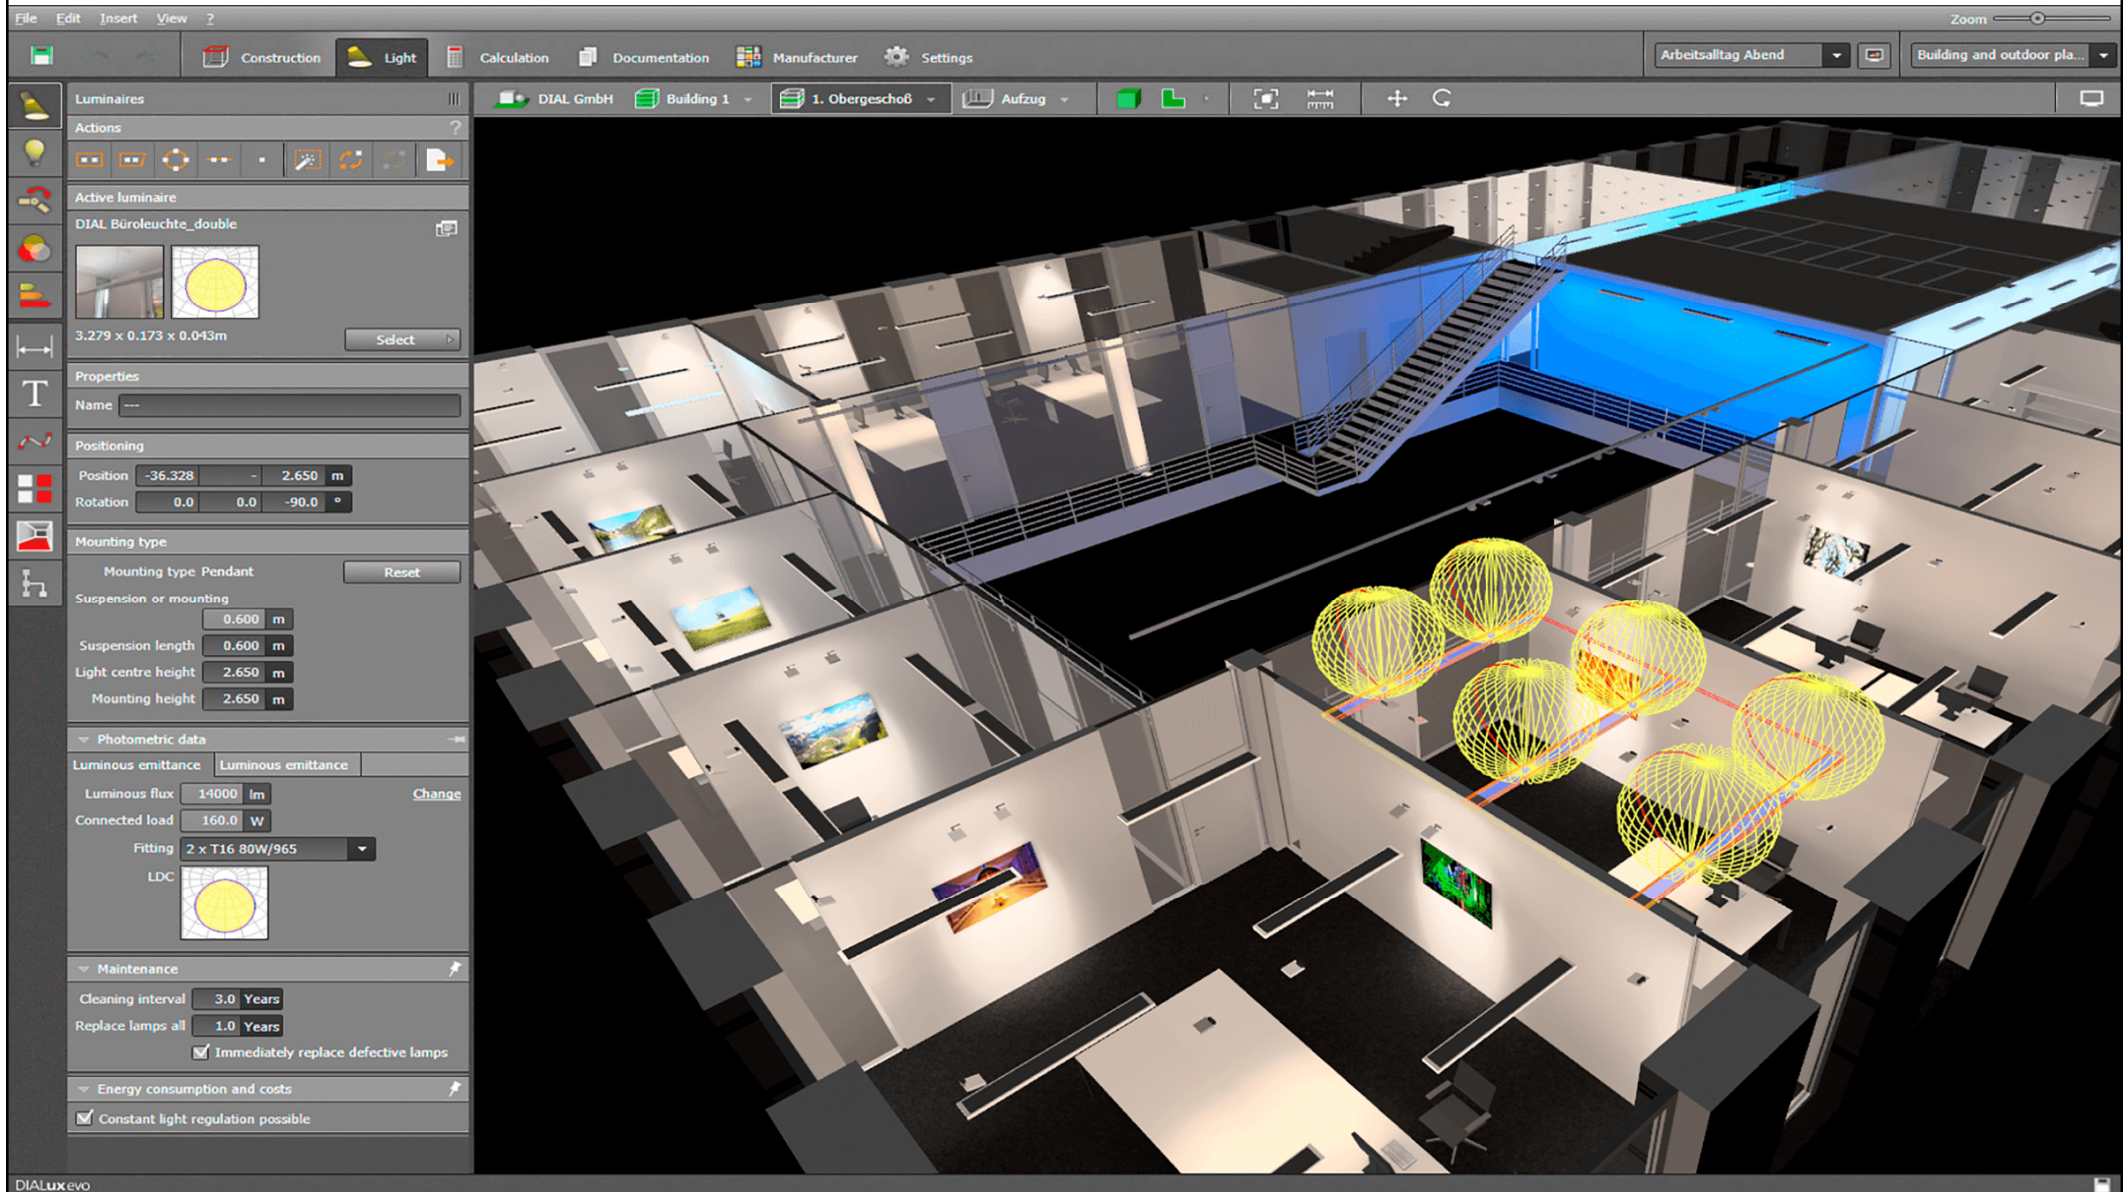 File Edit Insert View ? Zoom
Construction Light Calculation Documentation Manufacturer Settings Arbeitsalltag Abend Building and outdoor pla...
Luminaires
DIAL GmbH Building 1 1. Obergeschoß Aufzug
Actions ?
Active luminaire
DIAL Büroleuchte_double
3.279 x 0.173 x 0.043m
Select
Properties
Name ---
Positioning
Position -36.328 - 2.650 m
Rotation 0.0 0.0 -90.0 °
Mounting type
Mounting type Pendant Reset
Suspension or mounting
0.600 m
Suspension length 0.600 m
Light centre height 2.650 m
Mounting height 2.650 m
Photometric data
Luminous emittance Luminous emittance
Luminous flux 14000 lm Change
Connected load 160.0 W
Fitting 2 x T16 80W/965
LDC
Maintenance
Cleaning interval 3.0 Years
Replace lamps all 1.0 Years
Immediately replace defective lamps
Energy consumption and costs
Constant light regulation possible
DIALux evo